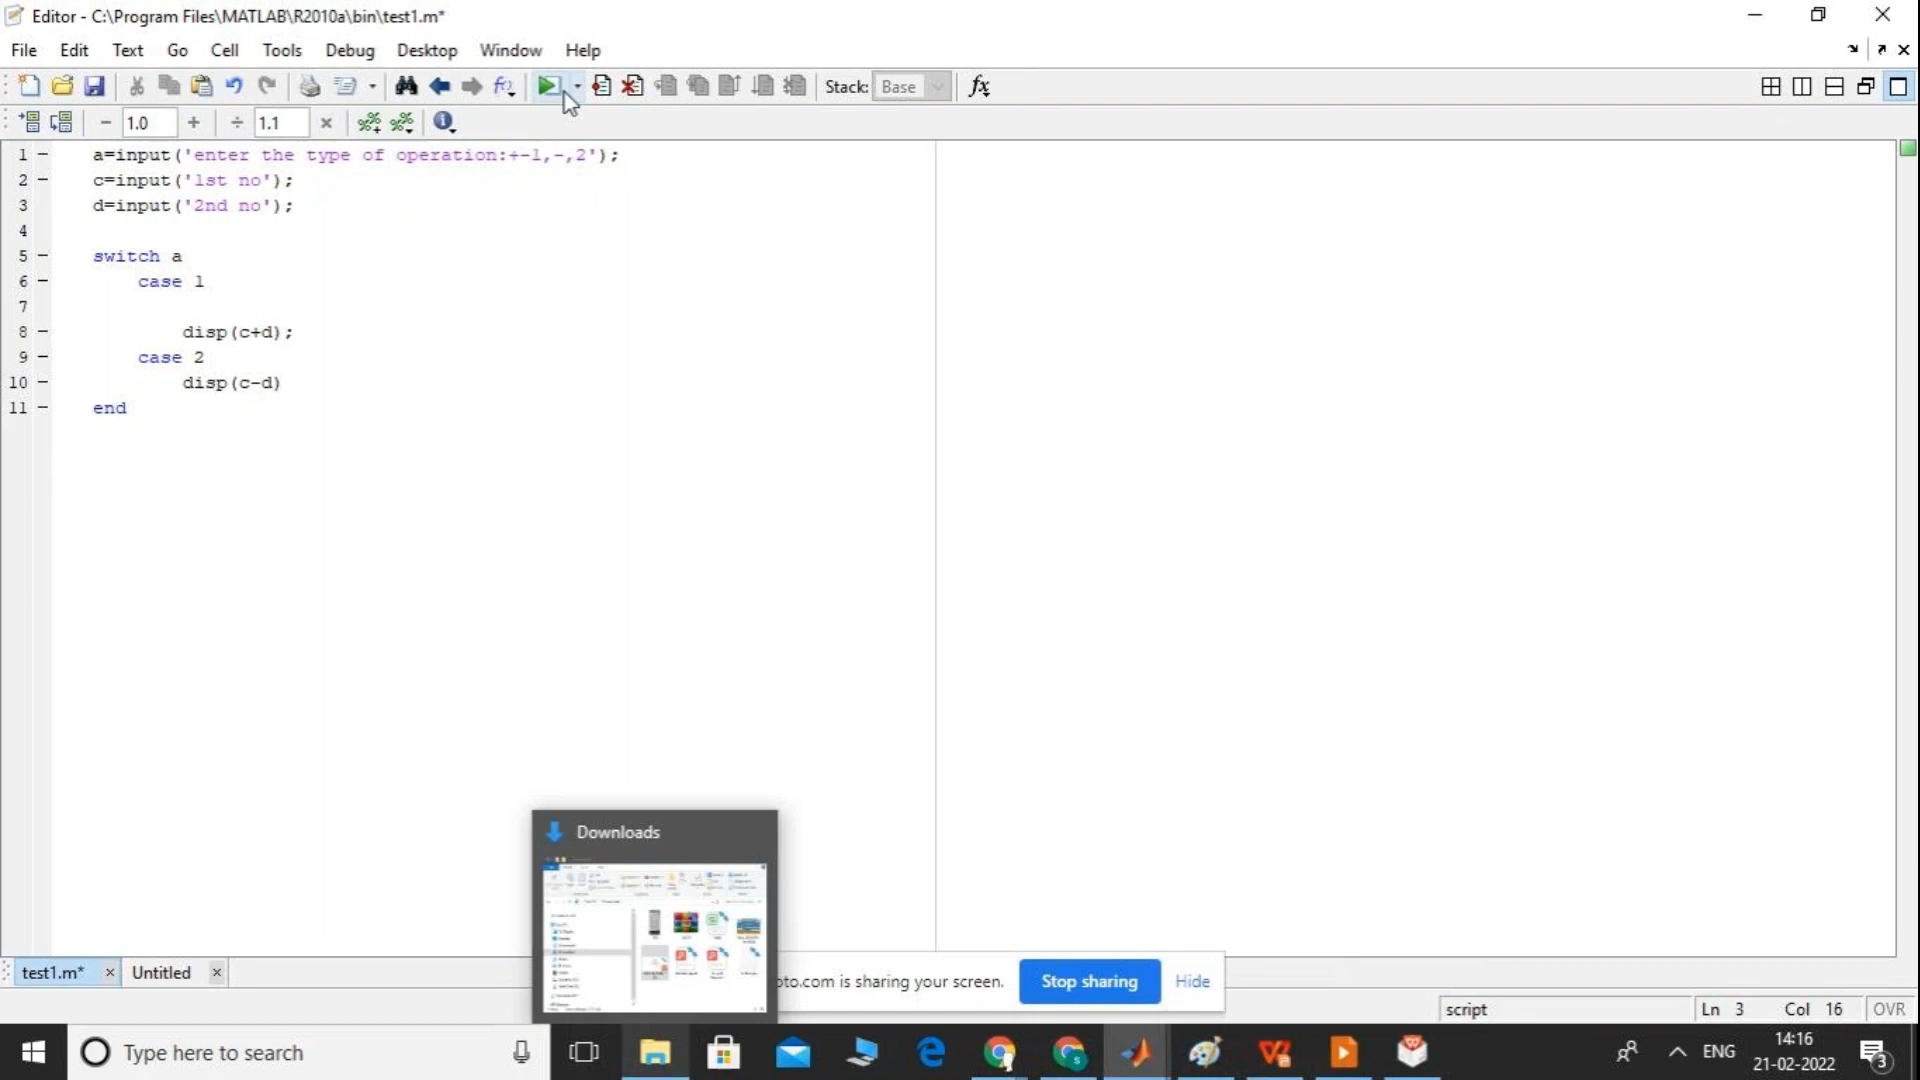 Editor - C:\Program Files\MATLAB\R2010a\bin\test1.m*
File Edit Text Go Cell Tools Debug Desktop Window Help
Stack: Base fx
- 1.0 + ÷ 1.1 ×
1 - a=input('enter the type of operation:+-1,-,2');
2 - c=input('1st no');
3 - d=input('2nd no');
4
5 - switch a
6 - case 1
7
8 - disp(c+d);
9 - case 2
10 - disp(c-d)
11 - end
Downloads
test1.m* × Untitled ×
oto.com is sharing your screen. Stop sharing Hide
script Ln 3 Col 16 OVR
Type here to search
ENG
14:16
21-02-2022
3